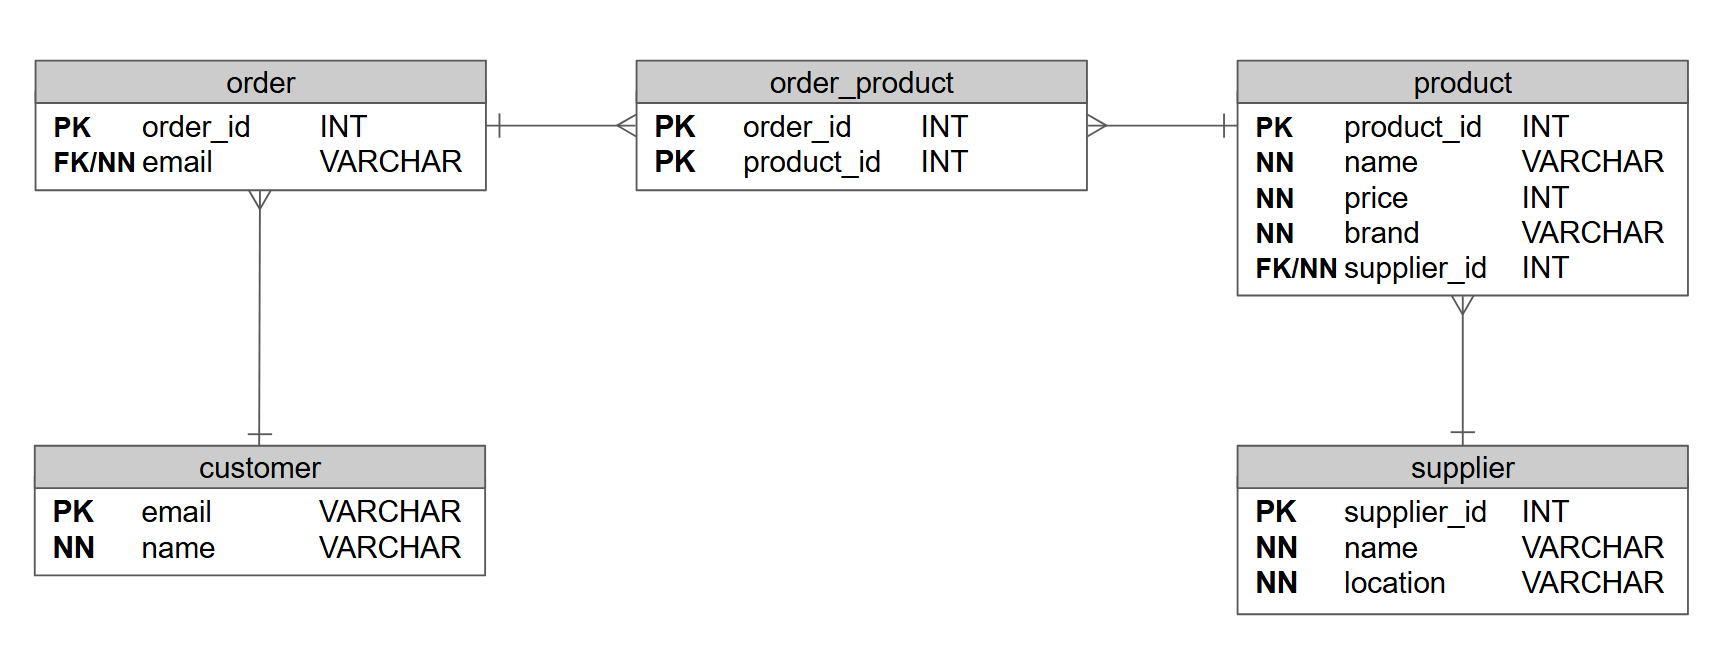 order
PK order_id INT
FK/NN email VARCHAR
order_product
PK order_id INT
PK product_id INT
product
PK product_id INT
NN name VARCHAR
NN price INT
NN brand VARCHAR
FK/NN supplier_id INT
customer
PK email VARCHAR
NN name VARCHAR
supplier
PK supplier_id INT
NN name VARCHAR
NN location VARCHAR